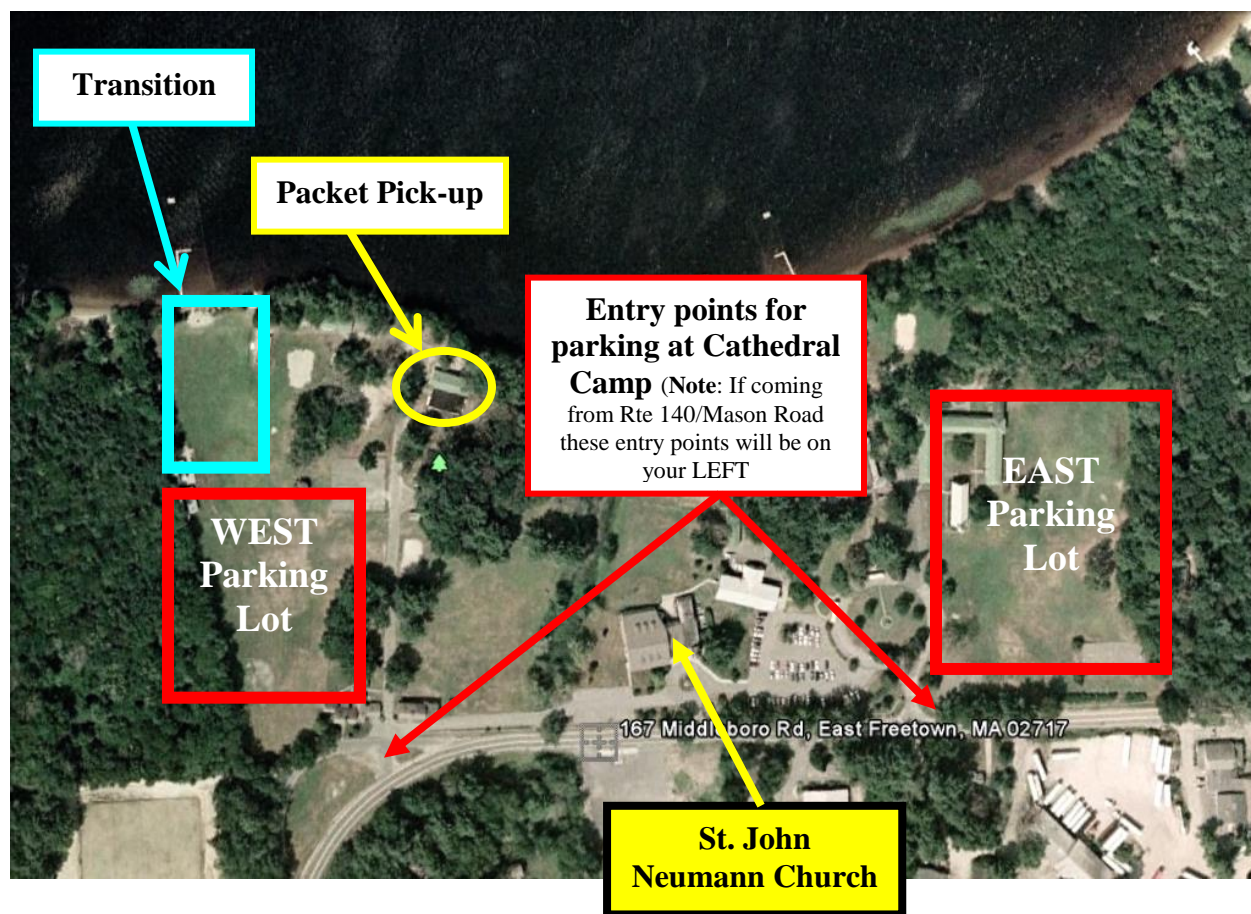 Transition
Packet Pick-up
Entry points for
parking at Cathedral
Camp (Note: If coming
from Rte 140/Mason Road
these entry points will be on
your LEFT
EAST
Parking
Lot
WEST
Parking
Lot
167 Middleboro Rd, East Freetown, MA 02717
St. John
Neumann Church